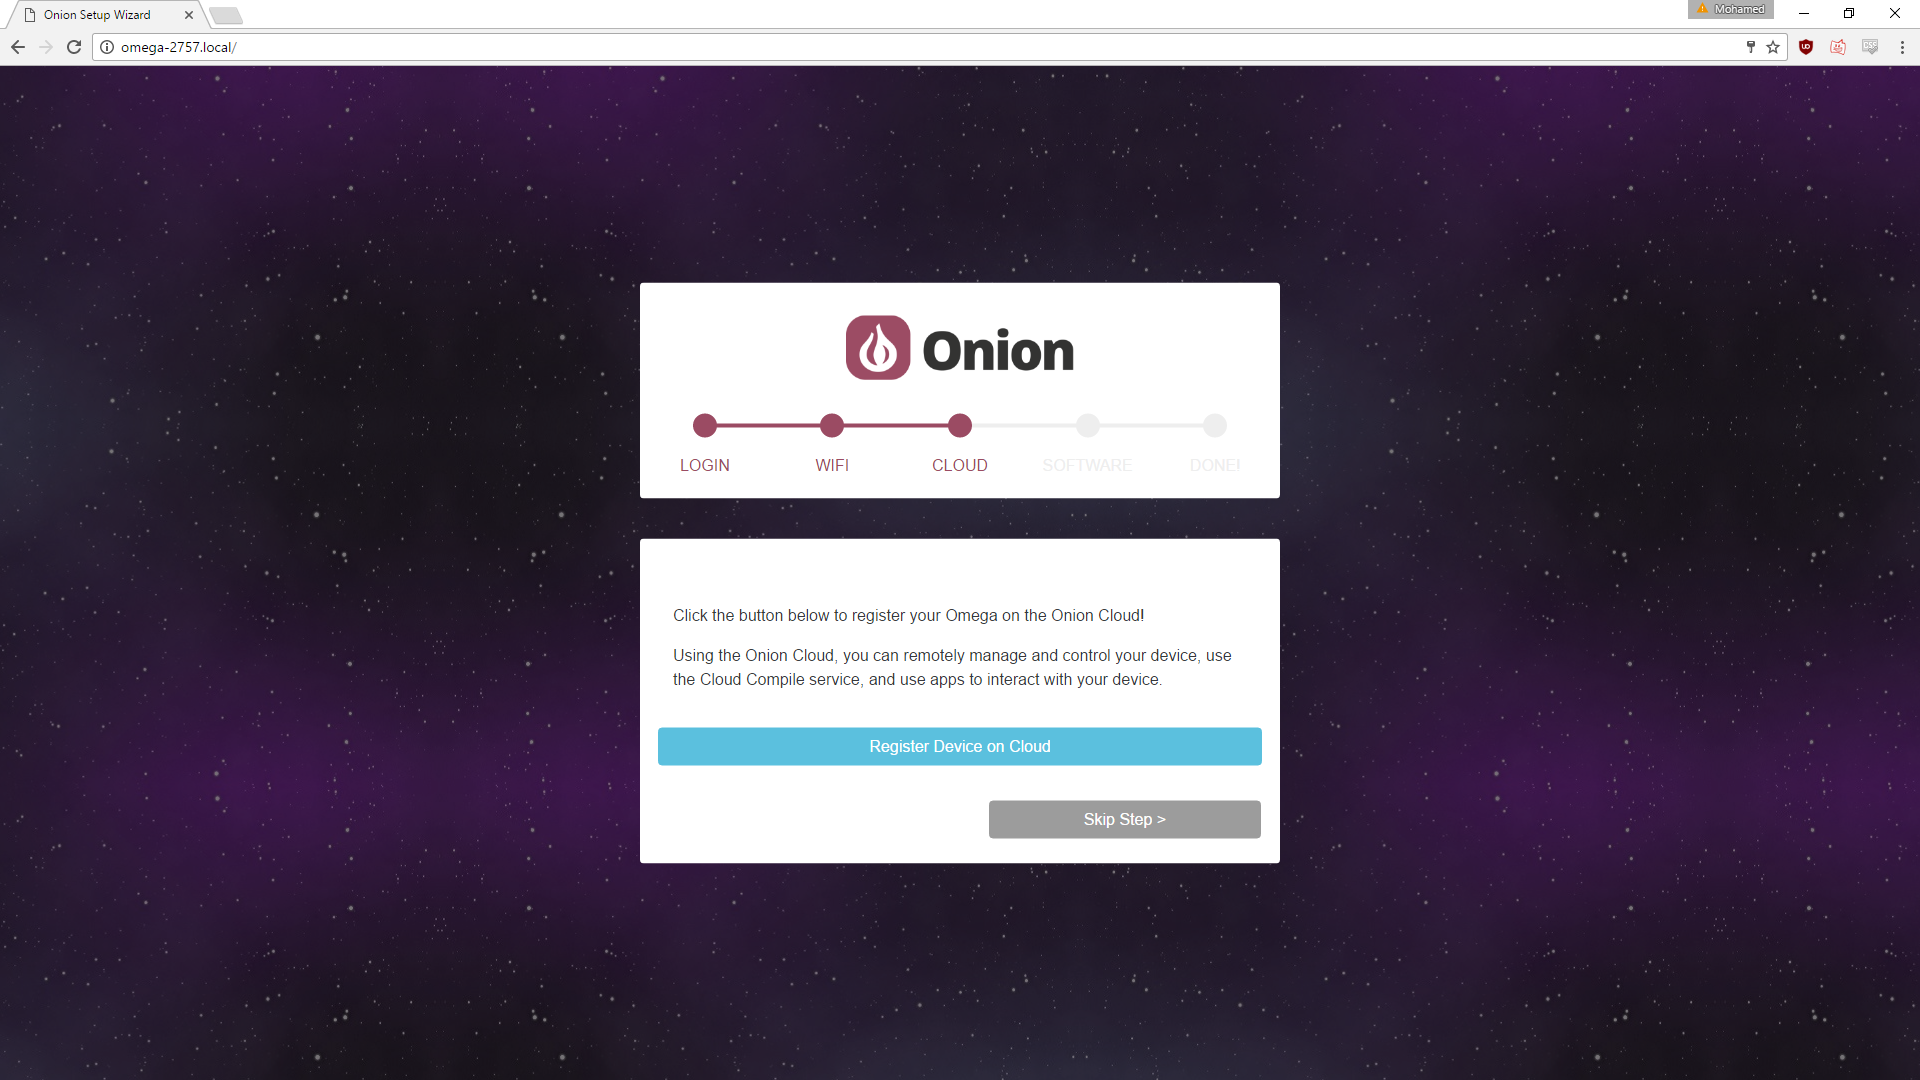 Onion Setup Wizard
Mohamed
omega-2757.local/
Onion
LOGIN
WIFI
CLOUD
SOFTWARE
DONE!
Click the button below to register your Omega on the Onion Cloud!
Using the Onion Cloud, you can remotely manage and control your device, use
the Cloud Compile service, and use apps to interact with your device.
Register Device on Cloud
Skip Step >